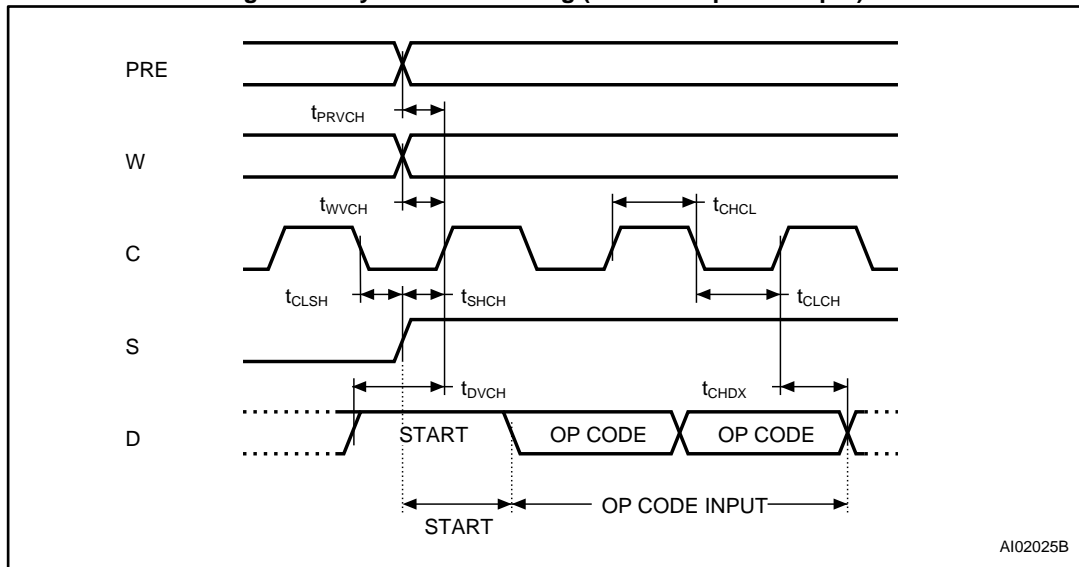 PRE
tPRVCH
W
tWVCH
tCHCL
C
tCLSH
tSHCH
tCLCH
S
tDVCH
tCHDX
D
START
OP CODE
OP CODE
OP CODE INPUT
START
AI02025B